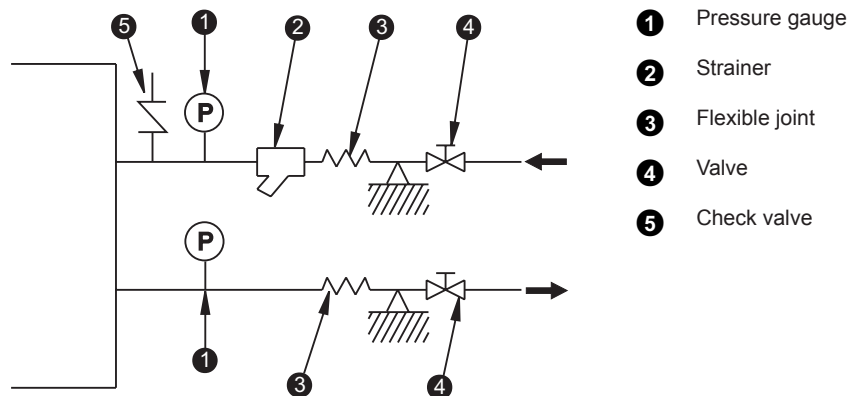 5 1 2 3 4
P
P
1 3 4
1 Pressure gauge
2 Strainer
3 Flexible joint
4 Valve
5 Check valve